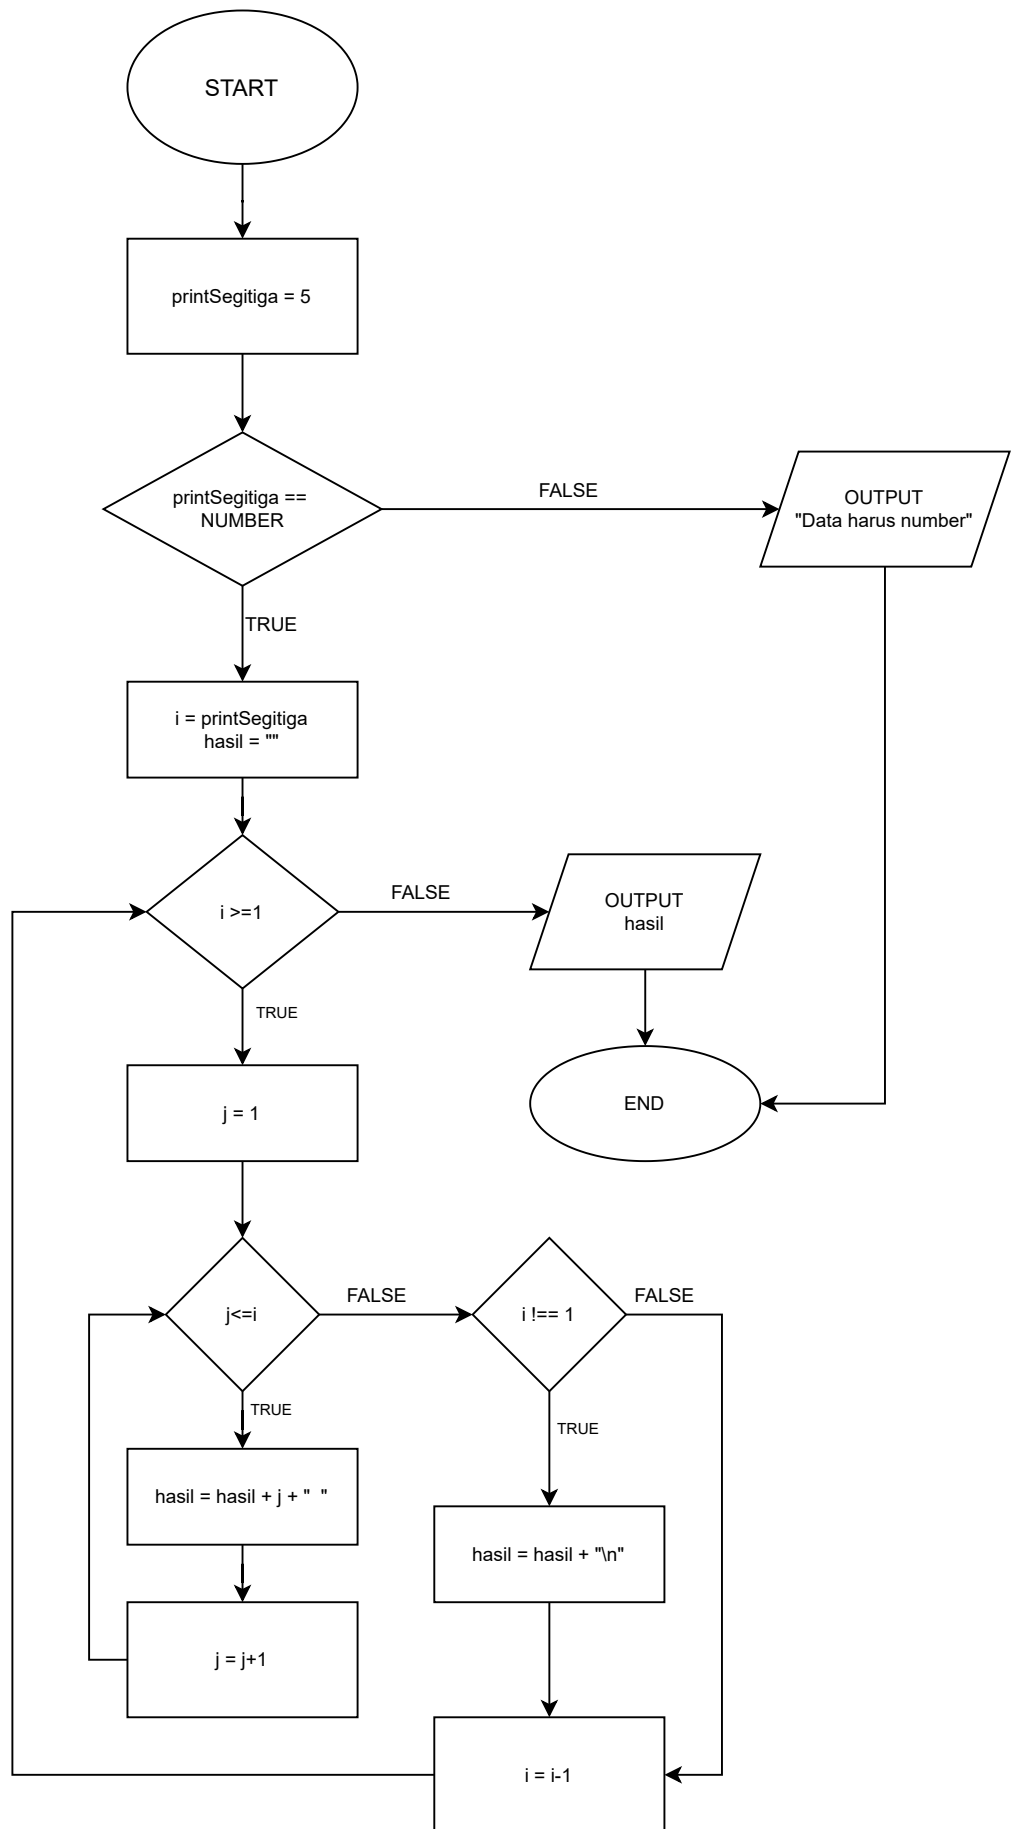 START
printSegitiga = 5
printSegitiga ==
NUMBER
FALSE
OUTPUT
"Data harus number"
TRUE
i = printSegitiga
hasil = ""
i >=1
FALSE
OUTPUT
hasil
TRUE
j = 1
END
j<=i
FALSE
i !== 1
FALSE
TRUE
hasil = hasil + j + "  "
TRUE
hasil = hasil + "\n"
j = j+1
i = i-1